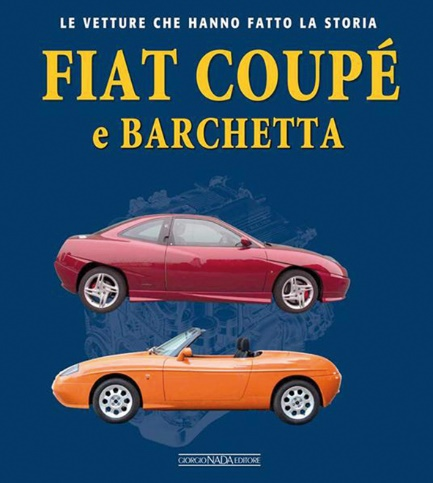 LE VETTURE CHE HANNO FATTO LA STORIA
FIAT COUPÉ
e BARCHETTA
GIORGIO NADA EDITORE